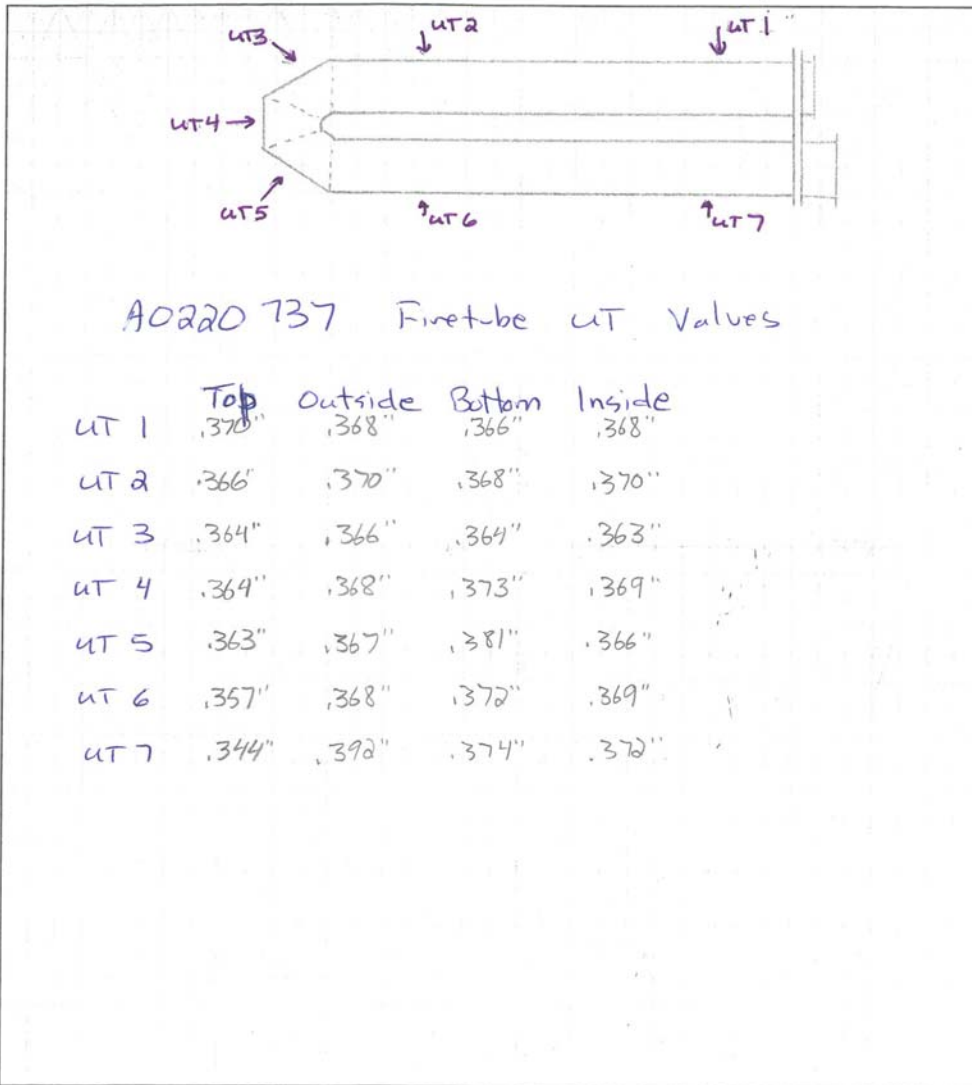 UT3
UT2
UT1
UT4
UT5
UT6
UT7
A0220737 Firetube UT Values
Top Outside Bottom Inside
UT 1 .370" .368" .366" .368"
UT 2 .366" .370" .368" .370"
UT 3 .364" .366" .364" .363"
UT 4 .364" .368" .373" .369"
UT 5 .363" .367" .381" .366"
UT 6 .357" .368" .372" .369"
UT 7 .344" .392" .374" .372"